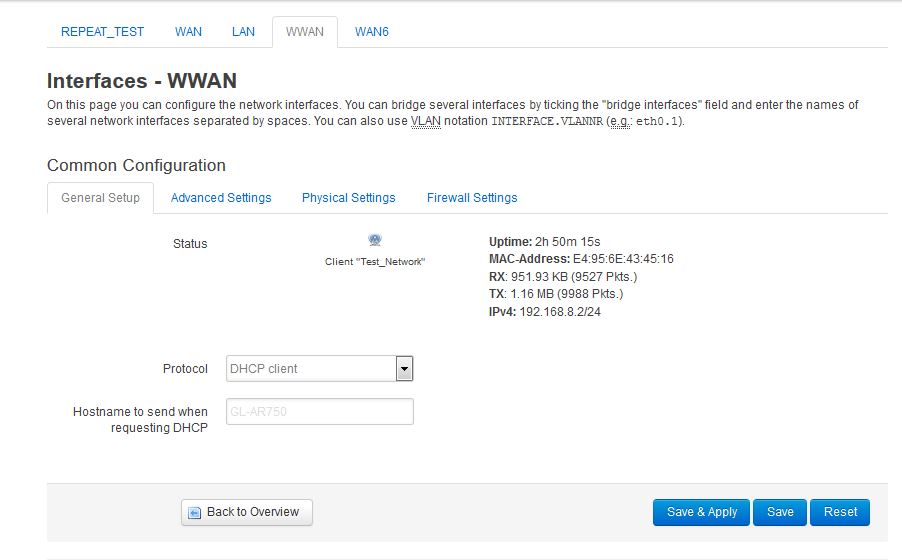 REPEAT_TEST WAN LAN WWAN WAN6
Interfaces - WWAN
On this page you can configure the network interfaces. You can bridge several interfaces by ticking the "bridge interfaces" field and enter the names of
several network interfaces separated by spaces. You can also use VLAN notation INTERFACE.VLANNR (e.g.: eth0.1).
Common Configuration
General Setup Advanced Settings Physical Settings Firewall Settings
Status
Client "Test_Network"
Uptime: 2h 50m 15s
MAC-Address: E4:95:6E:43:45:16
RX: 951.93 KB (9527 Pkts.)
TX: 1.16 MB (9988 Pkts.)
IPv4: 192.168.8.2/24
Protocol DHCP client
Hostname to send when
requesting DHCP
GL-AR750
Back to Overview Save & Apply Save Reset